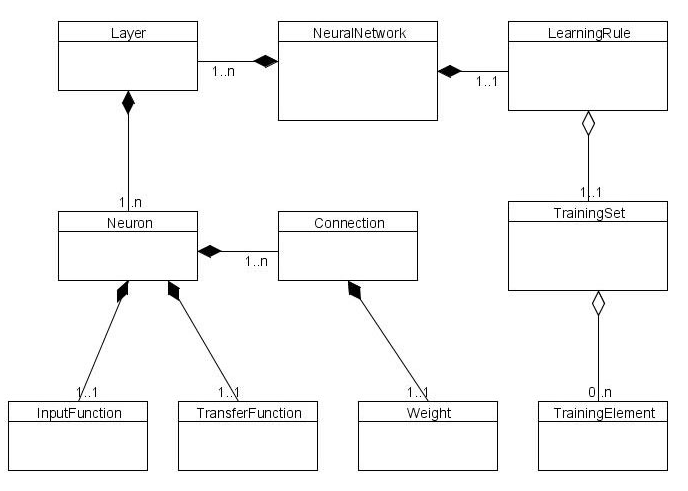 Layer
NeuralNetwork
LearningRule
1..n
1..1
1..n
1..1
Neuron
Connection
TrainingSet
1..n
1..1
1..1
1..1
0..n
InputFunction
TransferFunction
Weight
TrainingElement